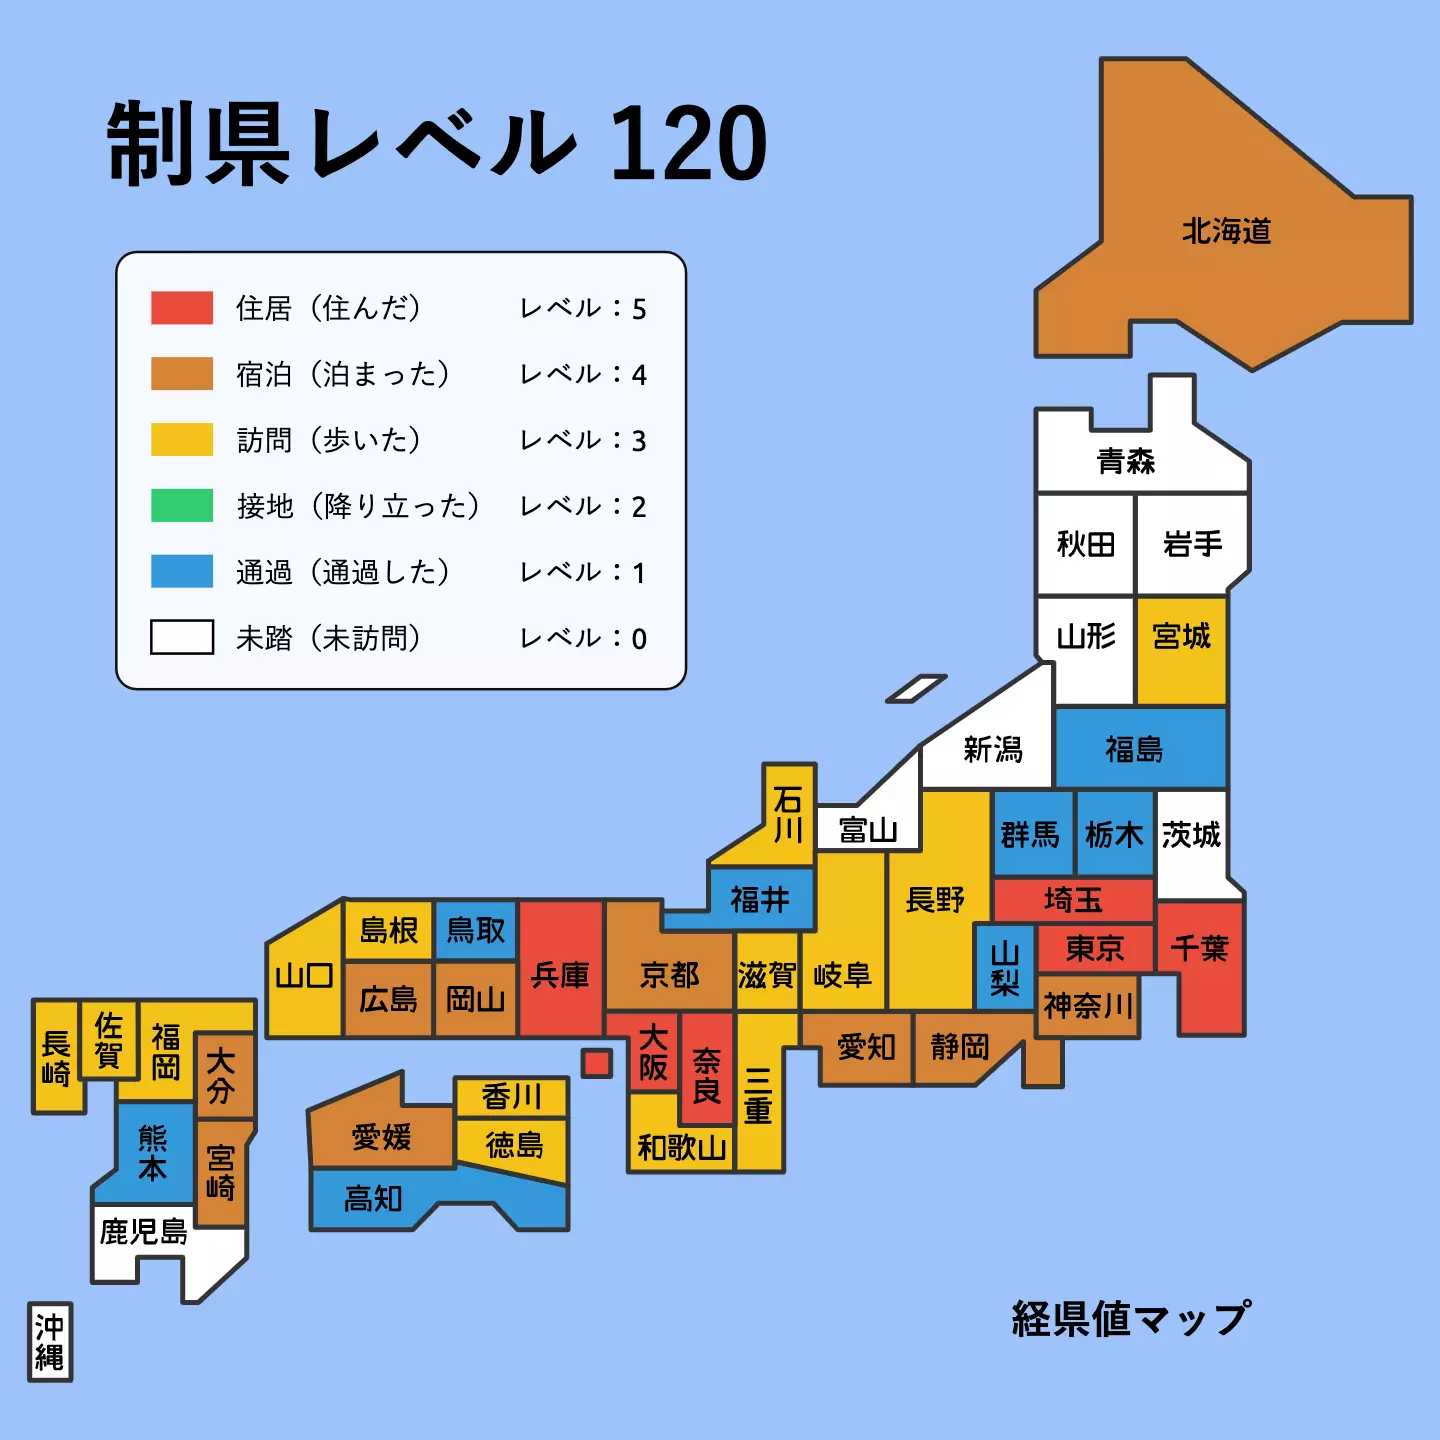 制県レベル 120
住居（住んだ） レベル：5
宿泊（泊まった） レベル：4
訪問（歩いた） レベル：3
接地（降り立った） レベル：2
通過（通過した） レベル：1
未踏（未訪問） レベル：0
北海道
青森
秋田
岩手
山形
宮城
新潟
福島
石川
富山
群馬
栃木
茨城
福井
長野
埼玉
島根
鳥取
山梨
東京
千葉
山口
広島
岡山
兵庫
京都
滋賀
岐阜
神奈川
長崎
佐賀
福岡
大分
大阪
奈良
三重
愛知
静岡
香川
愛媛
徳島
和歌山
熊本
宮崎
高知
鹿児島
沖縄
経県値マップ